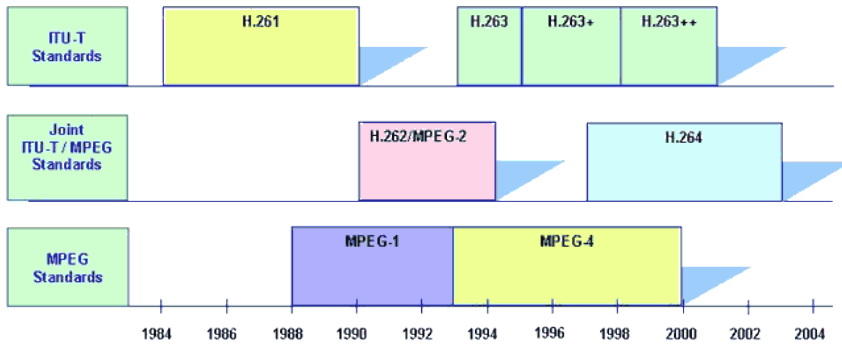 ITU-T
Standards
H.261
H.263
H.263+
H.263++
Joint
ITU-T / MPEG
Standards
H.262/MPEG-2
H.264
MPEG
Standards
MPEG-1
MPEG-4
1984 1986 1988 1990 1992 1994 1996 1998 2000 2002 2004